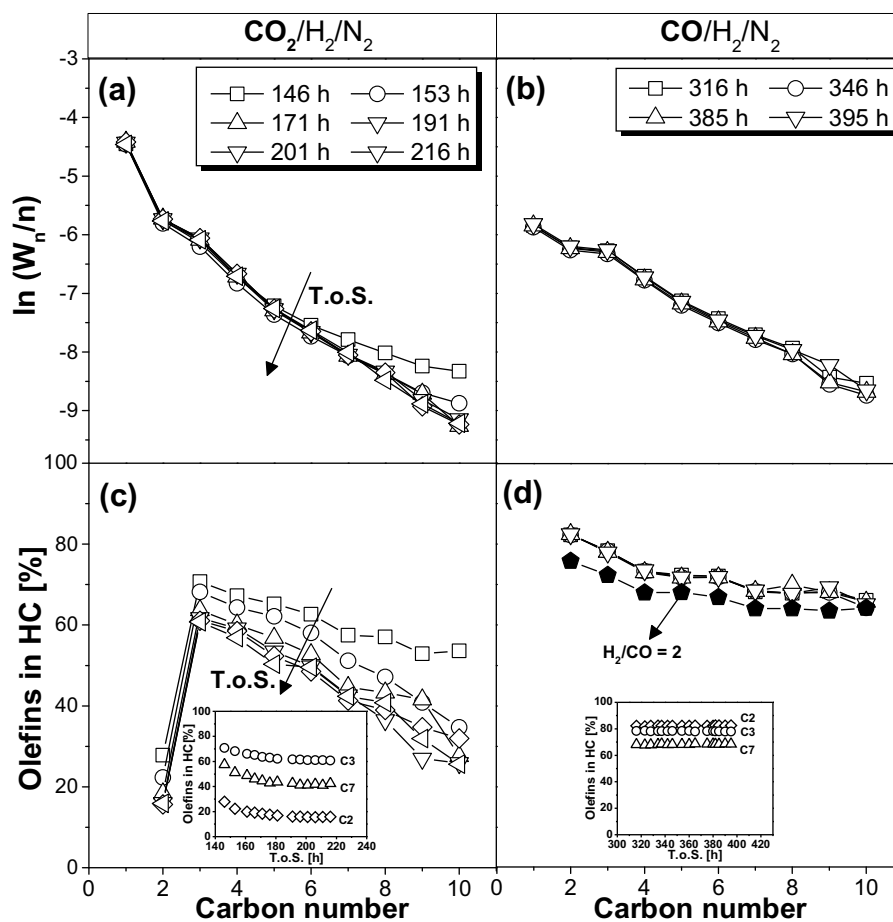 CO₂/H₂/N₂
CO/H₂/N₂
-3
-4
-5
-6
-7
-8
-9
ln (Wₙ/n)
(a)
146 h 153 h
171 h 191 h
201 h 216 h
T.o.S.
(b)
316 h 346 h
385 h 395 h
100
80
60
40
20
0
Olefins in HC [%]
(c)
T.o.S.
100
80
60
40
20
0
Olefins in HC[%]
C3
C7
C2
140 160 180 200 220 240
T.o.S. [h]
0 2 4 6 8 10
Carbon number
(d)
H₂/CO = 2
100
80
60
40
20
0
Olefins in HC [%]
C2
C3
C7
300 320 340 360 380 400 420
T.o.S. [h]
0 2 4 6 8 10
Carbon number